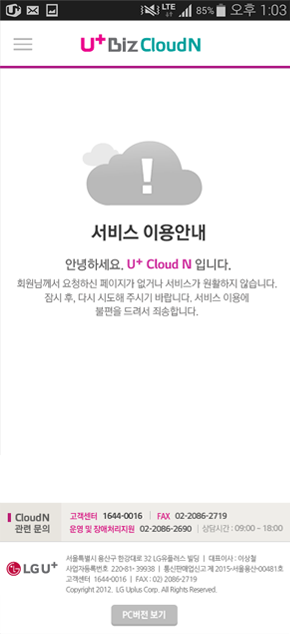 LTE 85% 오후 1:03
U+ Biz CloudN
서비스 이용안내
안녕하세요. U+ Cloud N 입니다.
회원님께서 요청하신 페이지가 없거나 서비스가 원활하지 않습니다.
잠시 후, 다시 시도해 주시기 바랍니다. 서비스 이용에
불편을 드려서 죄송합니다.
CloudN
관련 문의
고객센터 1644-0016 | FAX 02-2086-2719
운영 및 장애처리지원 02-2086-2690 | 상담시간 : 09:00 ~ 18:00
LG U+
서울특별시 용산구 한강대로 32 LG유플러스 빌딩 | 대표이사 : 이상철
사업자등록번호 220-81-39938 | 통신판매업신고 제 2015-서울용산-00481호
고객센터 1644-0016 | FAX : 02) 2086-2719
Copyright 2012. LG Uplus Corp. All Rights Reserved.
PC버전 보기